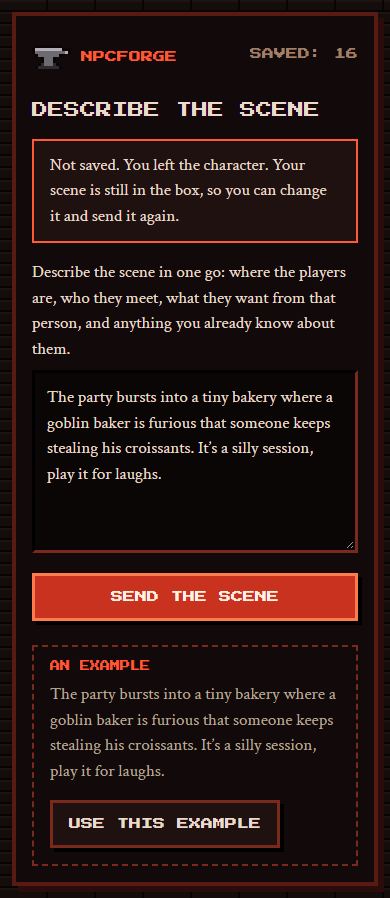 NPCFORGE
SAVED: 16
DESCRIBE THE SCENE
Not saved. You left the character. Your
scene is still in the box, so you can change
it and send it again.
Describe the scene in one go: where the players
are, who they meet, what they want from that
person, and anything you already know about
them.
The party bursts into a tiny bakery where a
goblin baker is furious that someone keeps
stealing his croissants. It’s a silly session,
play it for laughs.
SEND THE SCENE
AN EXAMPLE
The party bursts into a tiny bakery where a
goblin baker is furious that someone keeps
stealing his croissants. It’s a silly session,
play it for laughs.
USE THIS EXAMPLE